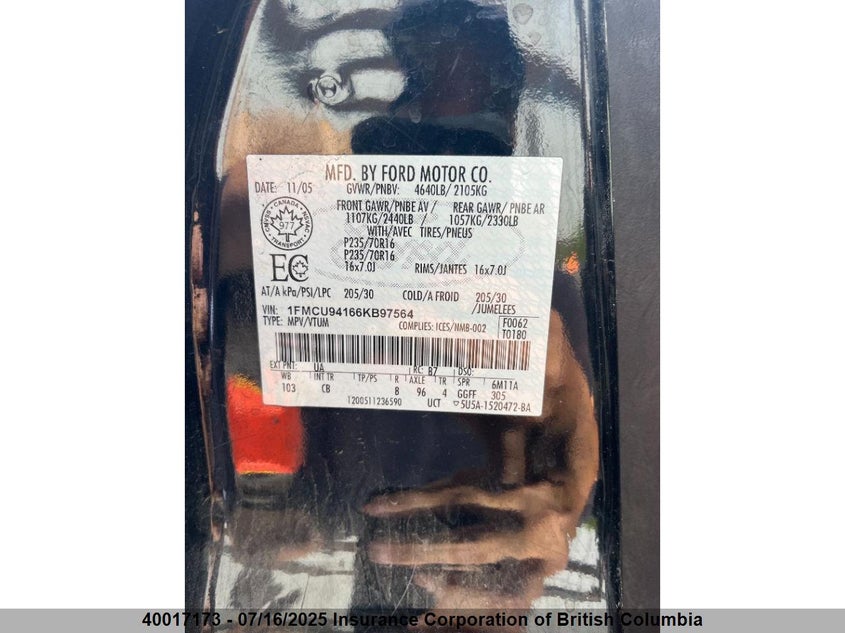 MFD. BY FORD MOTOR CO.
DATE: 11/05 GVWR/PNBV: 4640LB/ 2105KG
FRONT GAWR/PNBE AV / REAR GAWR/ PNBE AR
1107KG/2440LB 1057KG/2330LB
WITH/AVEC TIRES/PNEUS
CANADA
977
TRANSPORT
P235/70R16
P235/70R16
16x7.0J RIMS/JANTES 16x7.0J
EC
AT/A kPa/PSI/LPC 205/30 COLD/A FROID 205/30
/JUMELEES
VIN: 1FMCU94166KB97564
TYPE: MPV/VTUM COMPLIES: ICES/NMB-002
F0062
T0180
EXT PNT: UA RC: B7 DSO:
WB INT TR TP/PS R AXLE TR SPR 6M11A
103 CB B 96 4 GGFF 305
1200511236590 UCT 5U5A-1520472-BA
40017173 - 07/16/2025 Insurance Corporation of British Columbia